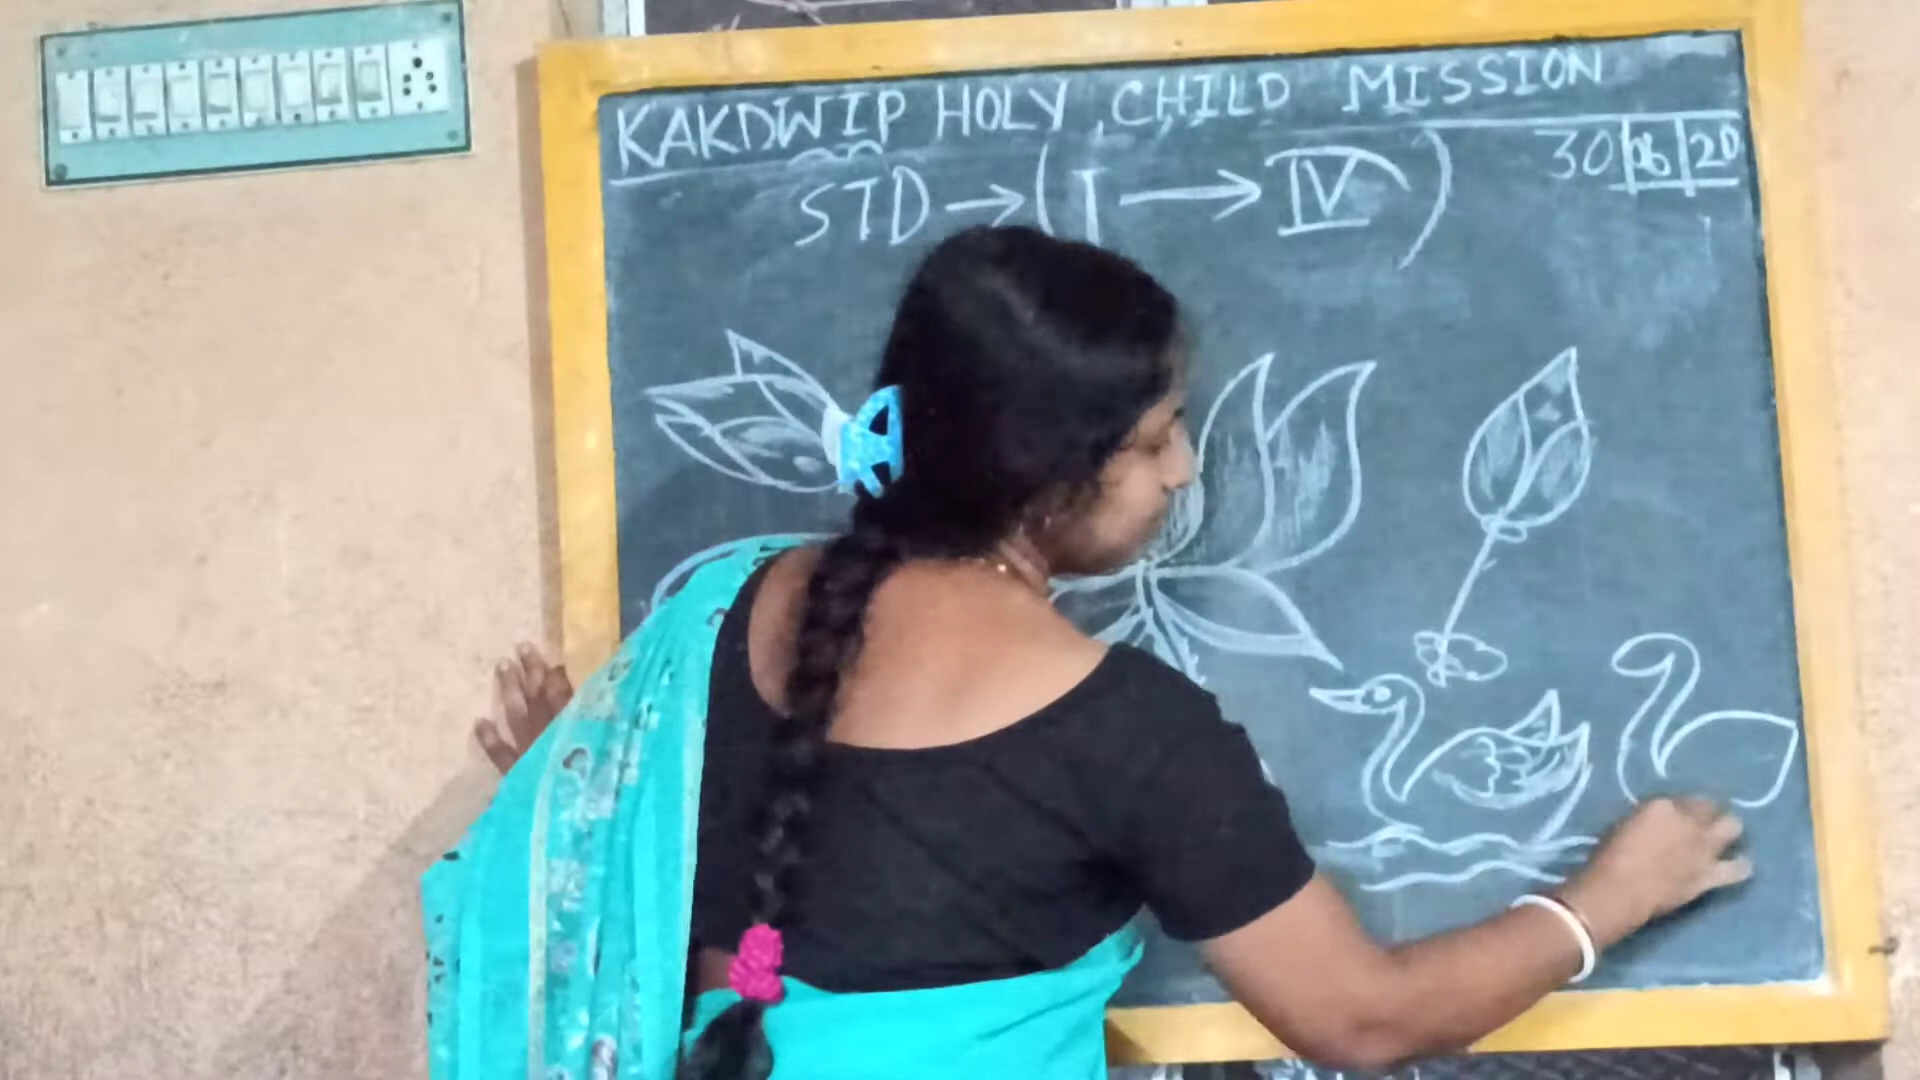 KAKDWIP HOLY CHILD MISSION
30|06|20
STD → (I → IV)